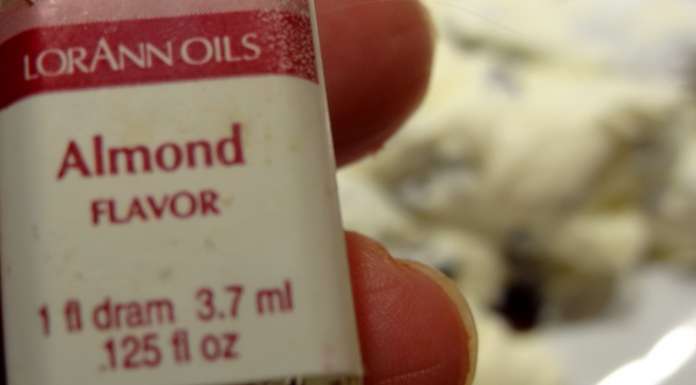 LORANN OILS
Almond
FLAVOR
1 fl dram 3.7 ml
.125 fl oz